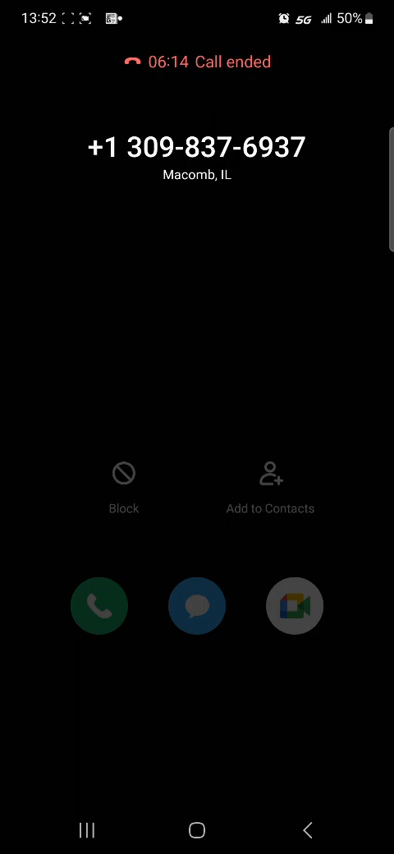 13:52 5G 50%
06:14 Call ended
+1 309-837-6937
Macomb, IL
Block Add to Contacts